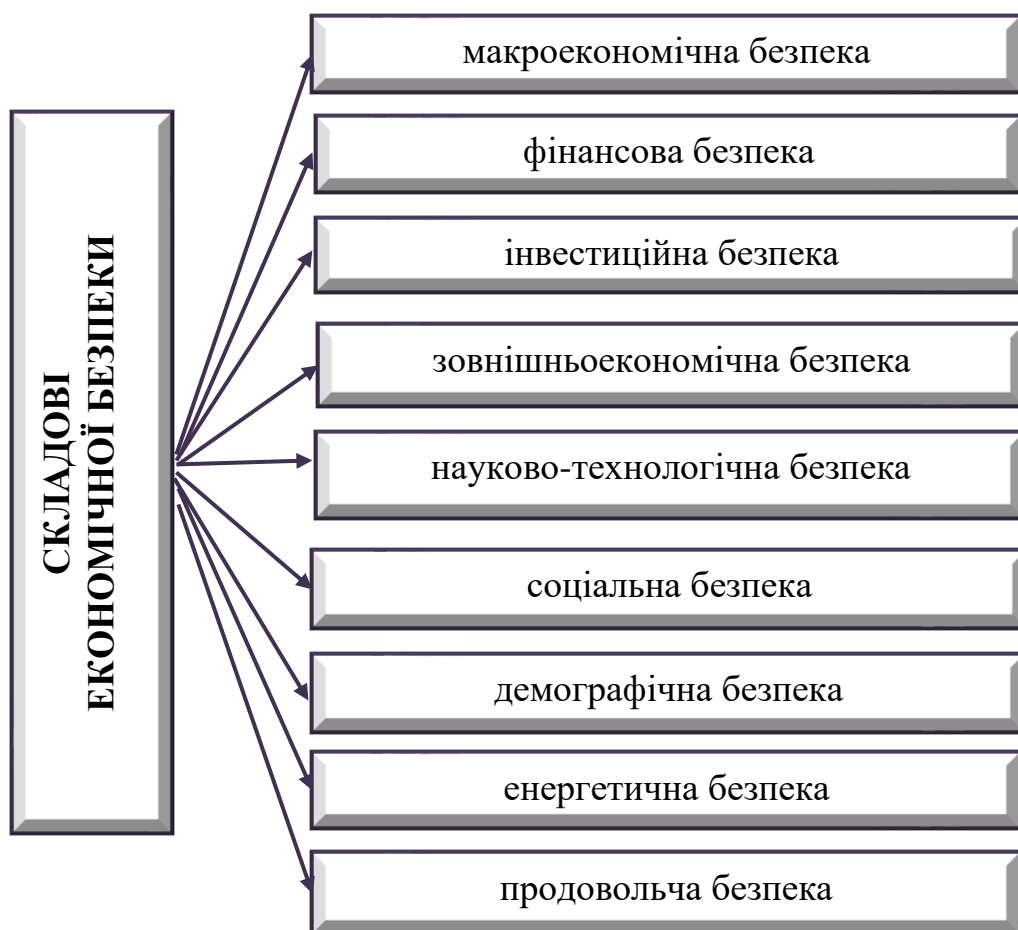 СКЛАДОВІ
ЕКОНОМІЧНОЇ БЕЗПЕКИ
макроекономічна безпека
фінансова безпека
інвестиційна безпека
зовнішньоекономічна безпека
науково-технологічна безпека
соціальна безпека
демографічна безпека
енергетична безпека
продовольча безпека